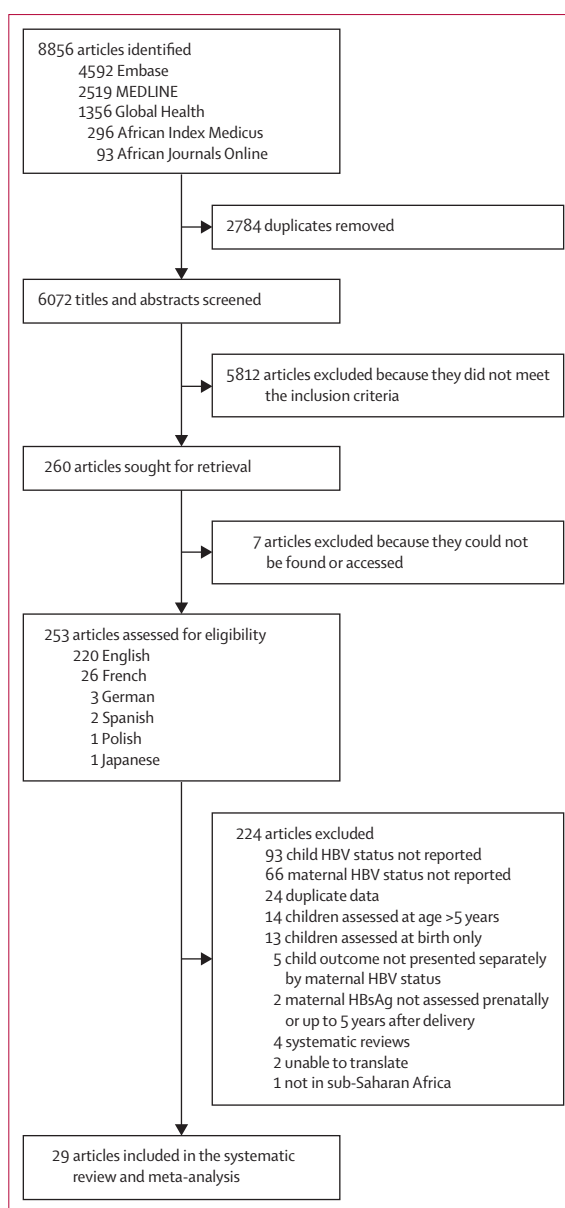 8856 articles identified
4592 Embase
2519 MEDLINE
1356 Global Health
296 African Index Medicus
93 African Journals Online
2784 duplicates removed
6072 titles and abstracts screened
5812 articles excluded because they did not meet
the inclusion criteria
260 articles sought for retrieval
7 articles excluded because they could not
be found or accessed
253 articles assessed for eligibility
220 English
26 French
3 German
2 Spanish
1 Polish
1 Japanese
224 articles excluded
93 child HBV status not reported
66 maternal HBV status not reported
24 duplicate data
14 children assessed at age >5 years
13 children assessed at birth only
5 child outcome not presented separately
by maternal HBV status
2 maternal HBsAg not assessed prenatally
or up to 5 years after delivery
4 systematic reviews
2 unable to translate
1 not in sub-Saharan Africa
29 articles included in the systematic
review and meta-analysis